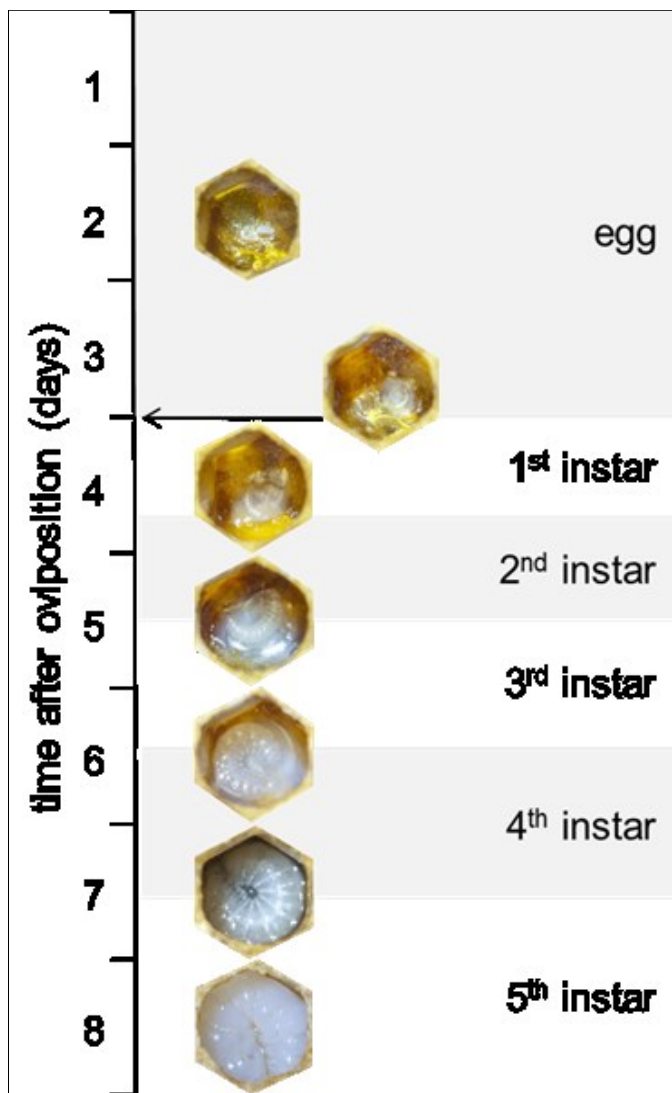 time after oviposition (days)
1
2
3
4
5
6
7
8
egg
1st instar
2nd instar
3rd instar
4th instar
5th instar